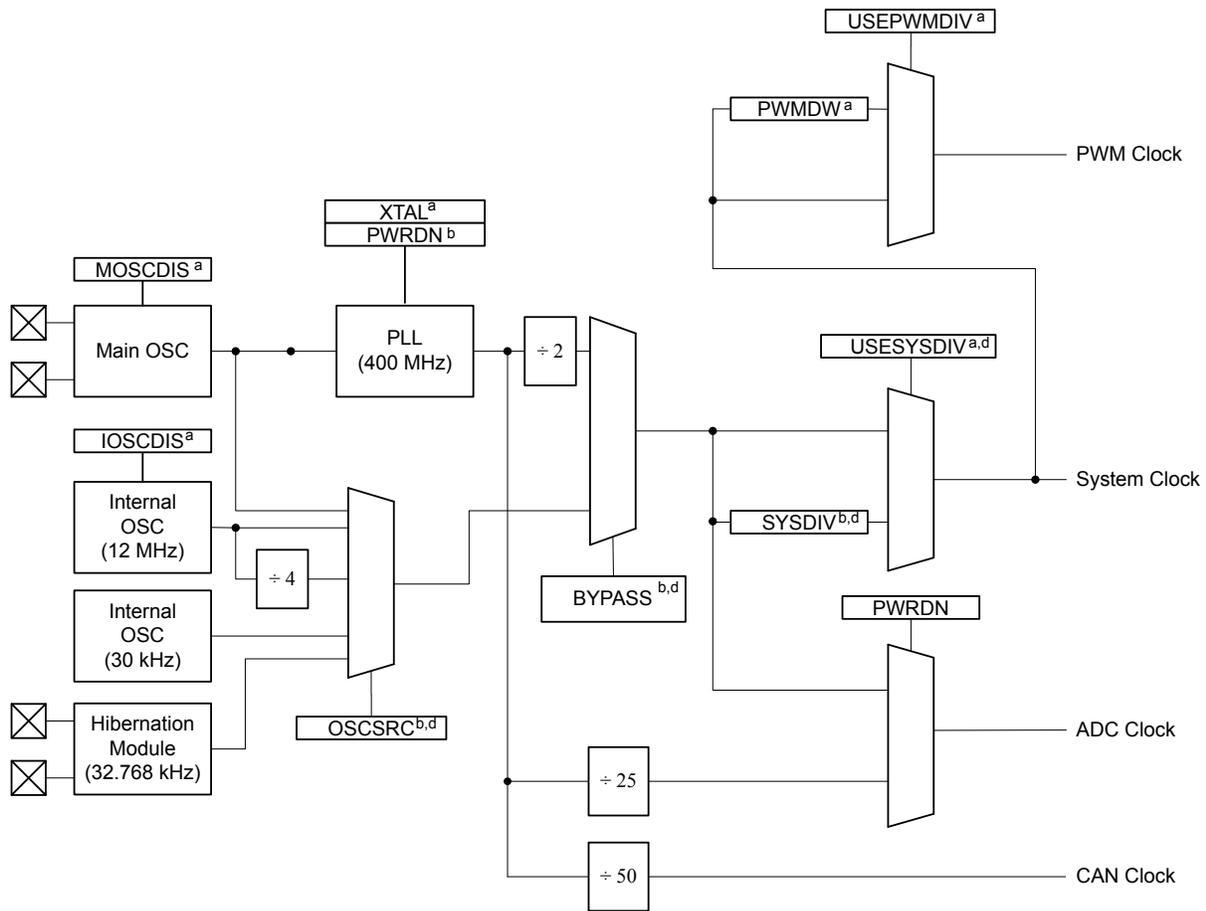 USEPWMDIV a
PWMDW a
PWM Clock
XTAL a
PWRDN b
MOSCDIS a
Main OSC
PLL
(400 MHz)
÷ 2
USESYSDIV a,d
IOSCDIS a
Internal
OSC
(12 MHz)
÷ 4
System Clock
SYSDIV b,d
BYPASS b,d
PWRDN
Internal
OSC
(30 kHz)
OSCSRC b,d
Hibernation
Module
(32.768 kHz)
ADC Clock
÷ 25
÷ 50
CAN Clock